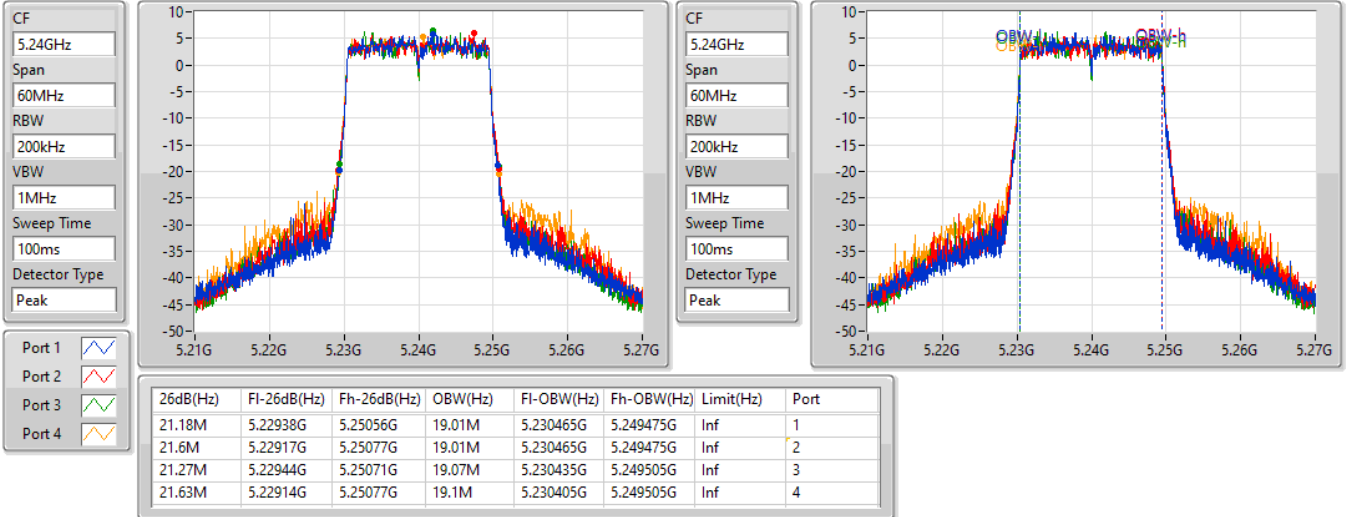 CF
5.24GHz
Span
60MHz
RBW
200kHz
VBW
1MHz
Sweep Time
100ms
Detector Type
Peak
10
5
0
-5
-10
-15
-20
-25
-30
-35
-40
-45
-50
5.21G 5.22G 5.23G 5.24G 5.25G 5.26G 5.27G
CF
5.24GHz
Span
60MHz
RBW
200kHz
VBW
1MHz
Sweep Time
100ms
Detector Type
Peak
10
5
0
-5
-10
-15
-20
-25
-30
-35
-40
-45
-50
OBW-h
5.21G 5.22G 5.23G 5.24G 5.25G 5.26G 5.27G
Port 1
Port 2
Port 3
Port 4
26dB(Hz) Fl-26dB(Hz) Fh-26dB(Hz) OBW(Hz) Fl-OBW(Hz) Fh-OBW(Hz) Limit(Hz) Port
21.18M 5.22938G 5.25056G 19.01M 5.230465G 5.249475G Inf 1
21.6M 5.22917G 5.25077G 19.01M 5.230465G 5.249475G Inf 2
21.27M 5.22944G 5.25071G 19.07M 5.230435G 5.249505G Inf 3
21.63M 5.22914G 5.25077G 19.1M 5.230405G 5.249505G Inf 4